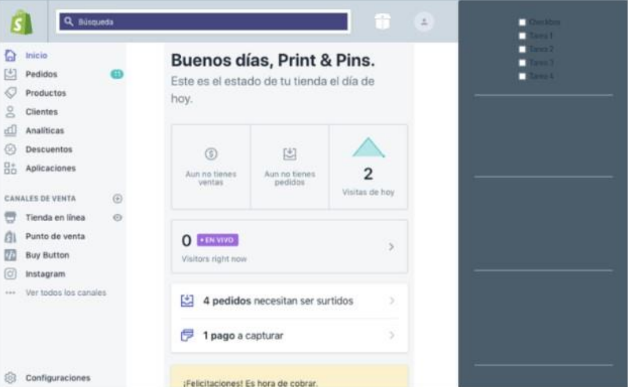 Búsqueda
Inicio
Pedidos
Productos
Clientes
Analíticas
Descuentos
Aplicaciones
CANALES DE VENTA
Tienda en línea
Punto de venta
Buy Button
Instagram
Ver todos los canales
Configuraciones
Buenos días, Print & Pins.
Este es el estado de tu tienda el día de
hoy.
Aun no tienes
ventas
Aun no tienes
pedidos
2
Visitas de hoy
0 • EN VIVO
Visitors right now
4 pedidos necesitan ser surtidos
1 pago a capturar
¡Felicitaciones! Es hora de cobrar.
Tarea 1
Tarea 2
Tarea 3
Tarea 4